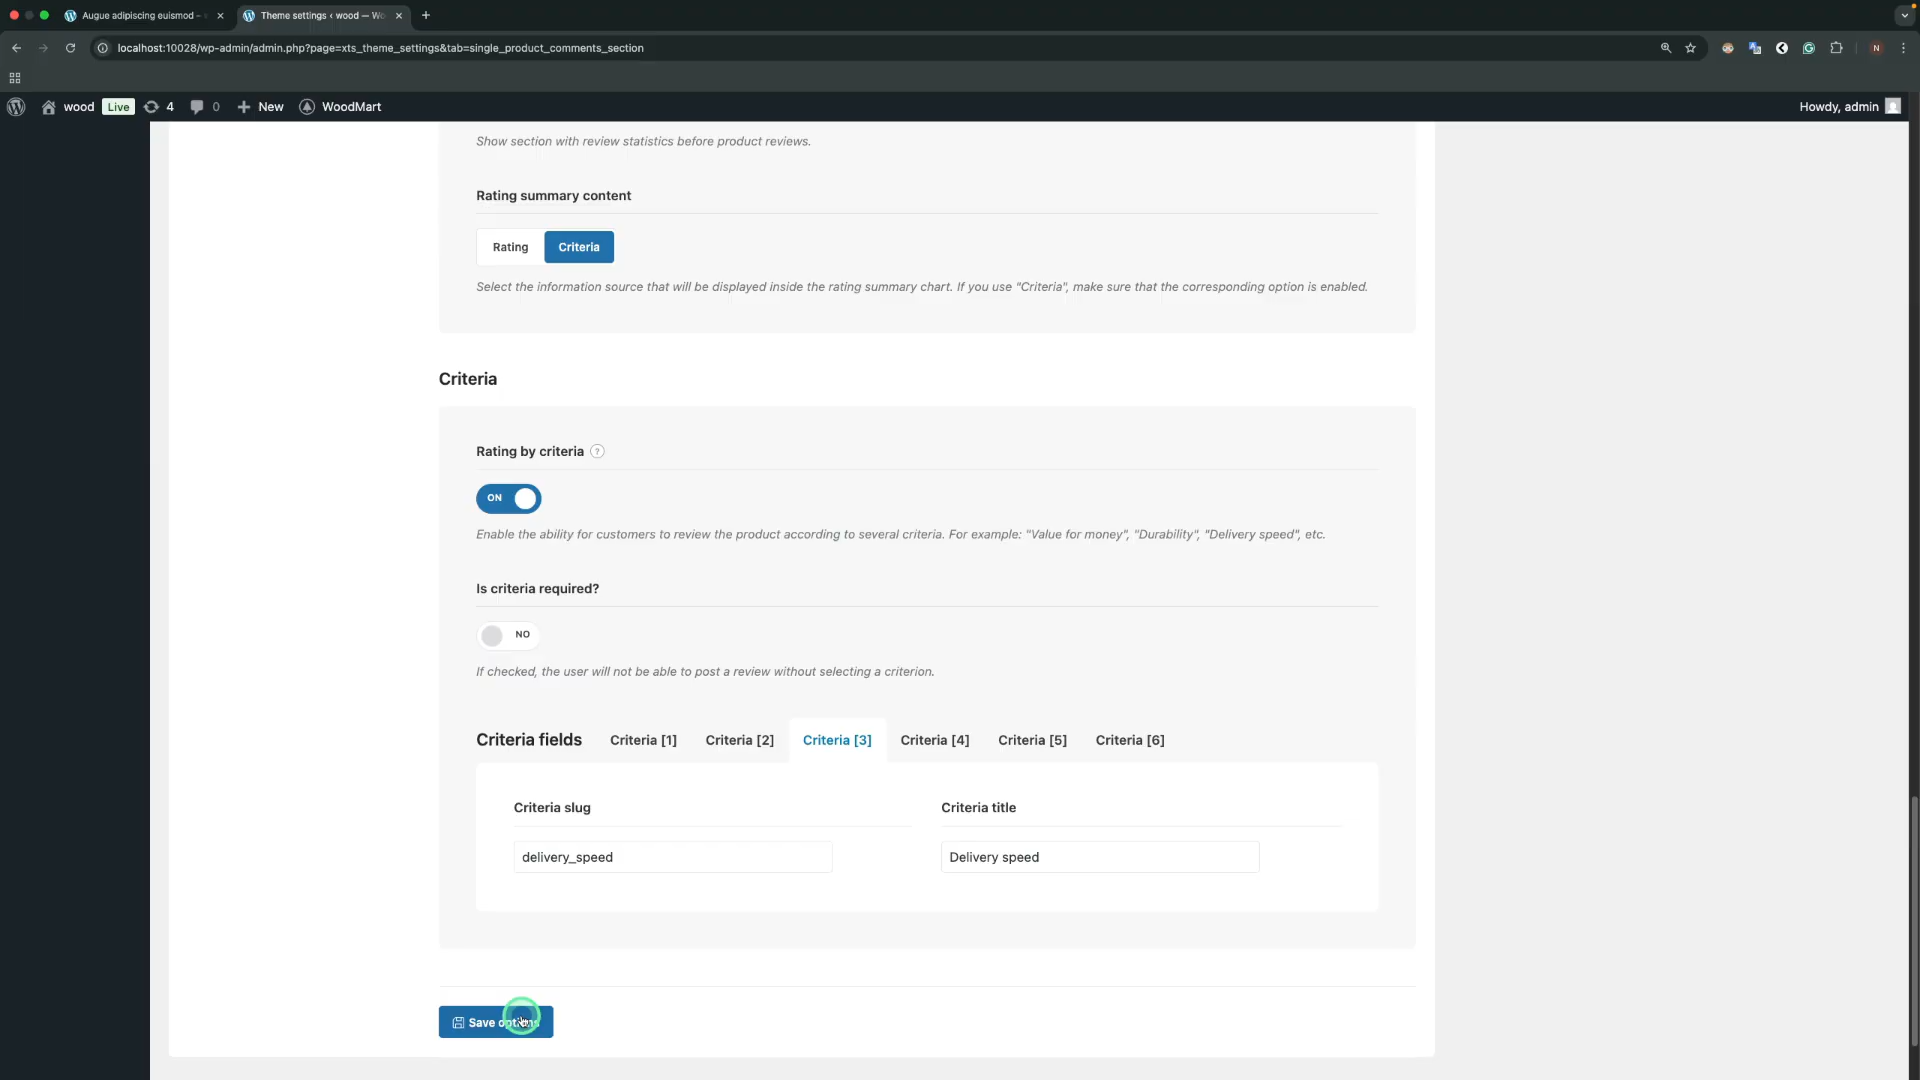 Augue adipiscing euismod –
Theme settings ‹ wood — Wo
localhost:10028/wp-admin/admin.php?page=xts_theme_settings&tab=single_product_comments_section
N
wood Live 4 0 New WoodMart
Howdy, admin
Show section with review statistics before product reviews.
Rating summary content
Rating Criteria
Select the information source that will be displayed inside the rating summary chart. If you use "Criteria", make sure that the corresponding option is enabled.
Criteria
Rating by criteria ?
ON
Enable the ability for customers to review the product according to several criteria. For example: "Value for money", "Durability", "Delivery speed", etc.
Is criteria required?
NO
If checked, the user will not be able to post a review without selecting a criterion.
Criteria fields Criteria [1] Criteria [2] Criteria [3] Criteria [4] Criteria [5] Criteria [6]
Criteria slug Criteria title
delivery_speed Delivery speed
Save